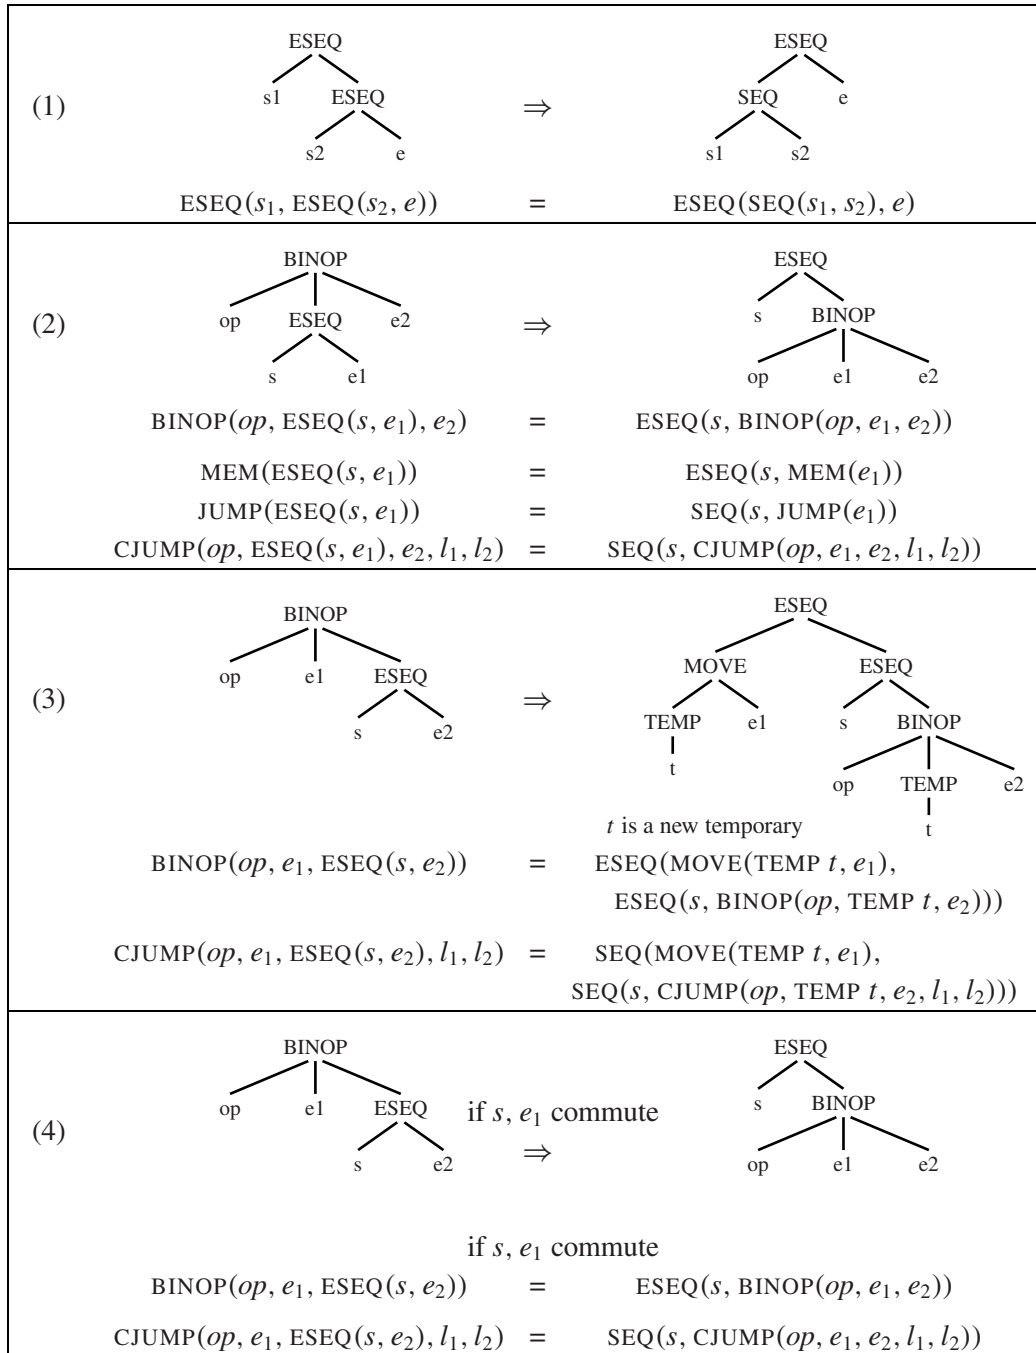 ESEQ ESEQ
(1) s1 ESEQ ⇒ SEQ e
s2 e s1 s2
ESEQ(s1, ESEQ(s2, e)) = ESEQ(SEQ(s1, s2), e)
BINOP ESEQ
(2) op ESEQ e2 ⇒ s BINOP
s e1 op e1 e2
BINOP(op, ESEQ(s, e1), e2) = ESEQ(s, BINOP(op, e1, e2))
MEM(ESEQ(s, e1)) = ESEQ(s, MEM(e1))
JUMP(ESEQ(s, e1)) = SEQ(s, JUMP(e1))
CJUMP(op, ESEQ(s, e1), e2, l1, l2) = SEQ(s, CJUMP(op, e1, e2, l1, l2))
BINOP ESEQ
op e1 ESEQ MOVE ESEQ
(3) s e2 ⇒ TEMP e1 s BINOP
t op TEMP e2
t is a new temporary t
BINOP(op, e1, ESEQ(s, e2)) = ESEQ(MOVE(TEMP t, e1),
ESEQ(s, BINOP(op, TEMP t, e2)))
CJUMP(op, e1, ESEQ(s, e2), l1, l2) = SEQ(MOVE(TEMP t, e1),
SEQ(s, CJUMP(op, TEMP t, e2, l1, l2)))
BINOP ESEQ
op e1 ESEQ if s, e1 commute s BINOP
(4) s e2 ⇒ op e1 e2
if s, e1 commute
BINOP(op, e1, ESEQ(s, e2)) = ESEQ(s, BINOP(op, e1, e2))
CJUMP(op, e1, ESEQ(s, e2), l1, l2) = SEQ(s, CJUMP(op, e1, e2, l1, l2))